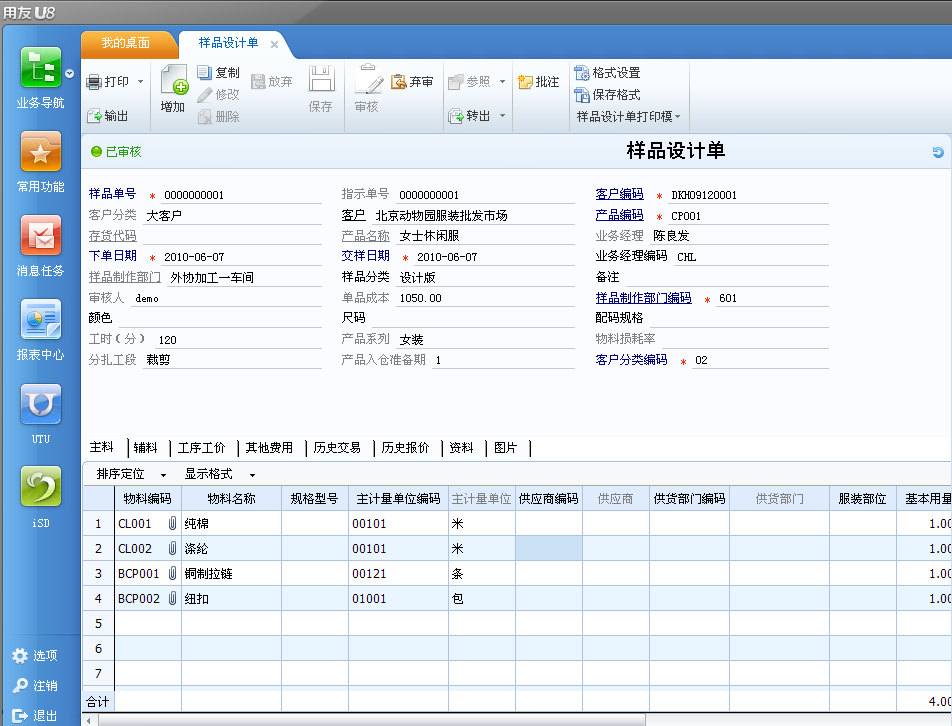 用友 U8
我的桌面 样品设计单
业务导航
常用功能
消息任务
报表中心
UTU
iSD
选项
注销
退出
打印 增加 复制 放弃 保存 审核 弃审 参照 批注 格式设置
修改 保存格式
输出 删除 转出 样品设计单打印模
已审核 样品设计单
样品单号 * 0000000001 指示单号 0000000001 客户编码 * DKH09120001
客户分类 大客户 客户 北京动物园服装批发市场 产品编码 * CP001
存货代码 产品名称 女士休闲服 业务经理 陈良发
下单日期 * 2010-06-07 交样日期 * 2010-06-07 业务经理编码 CHL
样品制作部门 外协加工一车间 样品分类 设计版 备注
审核人 demo 单品成本 1050.00 样品制作部门编码 * 601
颜色 尺码 配码规格
工时（分） 120 产品系列 女装 物料损耗率
分扎工段 裁剪 产品入仓准备期 1 客户分类编码 * 02
主料 辅料 工序工价 其他费用 历史交易 历史报价 资料 图片
排序定位 显示格式
物料编码 物料名称 规格型号 主计量单位编码 主计量单位 供应商编码 供应商 供货部门编码 供货部门 服装部位 基本用量
1 CL001 纯棉 00101 米 1.00
2 CL002 涤纶 00101 米 1.00
3 BCP001 铜制拉链 00121 条 1.00
4 BCP002 纽扣 01001 包 1.00
5
6
7
合计 4.00